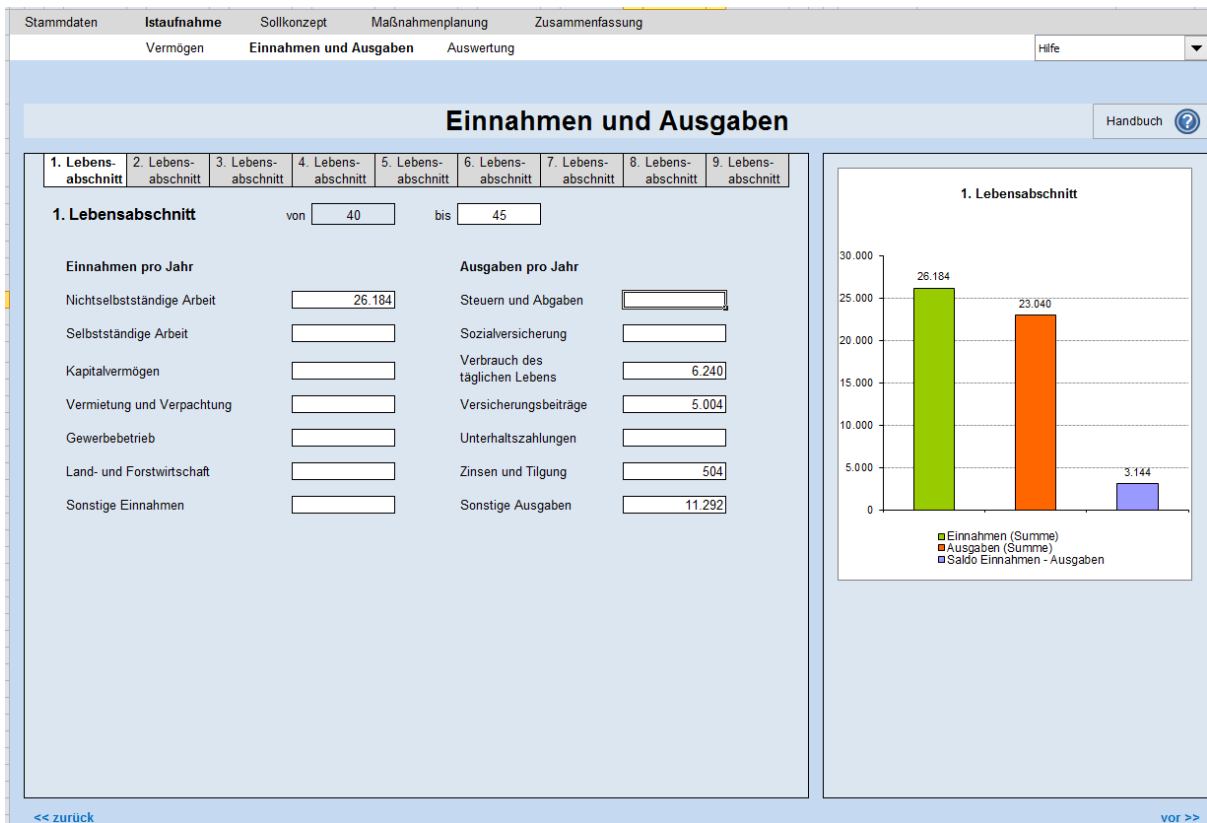 Stammdaten Istaufnahme Sollkonzept Maßnahmenplanung Zusammenfassung
Vermögen Einnahmen und Ausgaben Auswertung Hilfe
Einnahmen und Ausgaben
Handbuch ?
1. Lebens- 2. Lebens- 3. Lebens- 4. Lebens- 5. Lebens- 6. Lebens- 7. Lebens- 8. Lebens- 9. Lebens-
abschnitt abschnitt abschnitt abschnitt abschnitt abschnitt abschnitt abschnitt abschnitt
1. Lebensabschnitt von 40 bis 45
Einnahmen pro Jahr Ausgaben pro Jahr
Nichtselbstständige Arbeit 26.184 Steuern und Abgaben
Selbstständige Arbeit Sozialversicherung
Kapitalvermögen Verbrauch des
täglichen Lebens 6.240
Vermietung und Verpachtung Versicherungsbeiträge 5.004
Gewerbebetrieb Unterhaltszahlungen
Land- und Forstwirtschaft Zinsen und Tilgung 504
Sonstige Einnahmen Sonstige Ausgaben 11.292
1. Lebensabschnitt
30.000
26.184
25.000
23.040
20.000
15.000
10.000
5.000
3.144
0
Einnahmen (Summe)
Ausgaben (Summe)
Saldo Einnahmen - Ausgaben
<< zurück vor >>